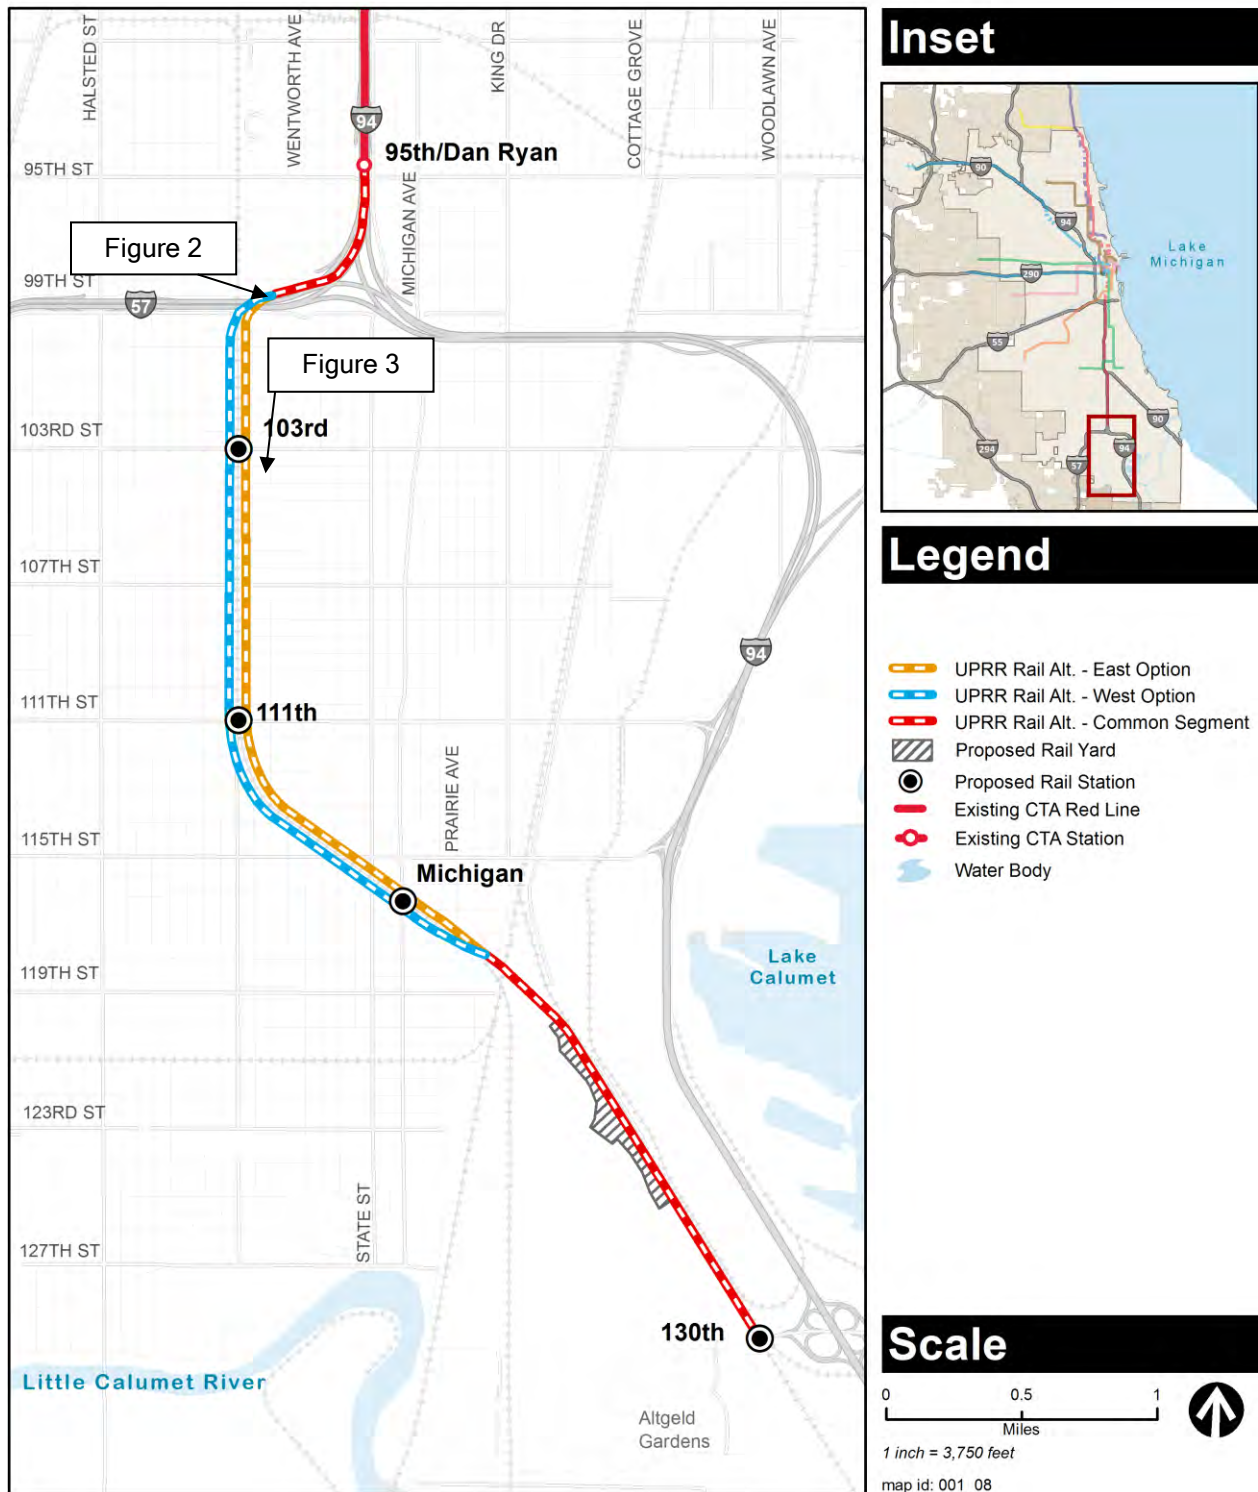 HALSTED ST
WENTWORTH AVE
KING DR
COTTAGE GROVE
WOODLAWN AVE
94
95th/Dan Ryan
95TH ST
MICHIGAN AVE
Figure 2
99TH ST
57
Figure 3
103RD ST
103rd
107TH ST
94
111TH ST
111th
PRAIRIE AVE
115TH ST
Michigan
Lake
Calumet
119TH ST
123RD ST
STATE ST
127TH ST
130th
Little Calumet River
Altgeld
Gardens
Inset
90
94
Lake
Michigan
290
55
90
294
57
94
Legend
UPRR Rail Alt. - East Option
UPRR Rail Alt. - West Option
UPRR Rail Alt. - Common Segment
Proposed Rail Yard
Proposed Rail Station
Existing CTA Red Line
Existing CTA Station
Water Body
Scale
0 0.5 1
Miles
1 inch = 3,750 feet
map id: 001_08